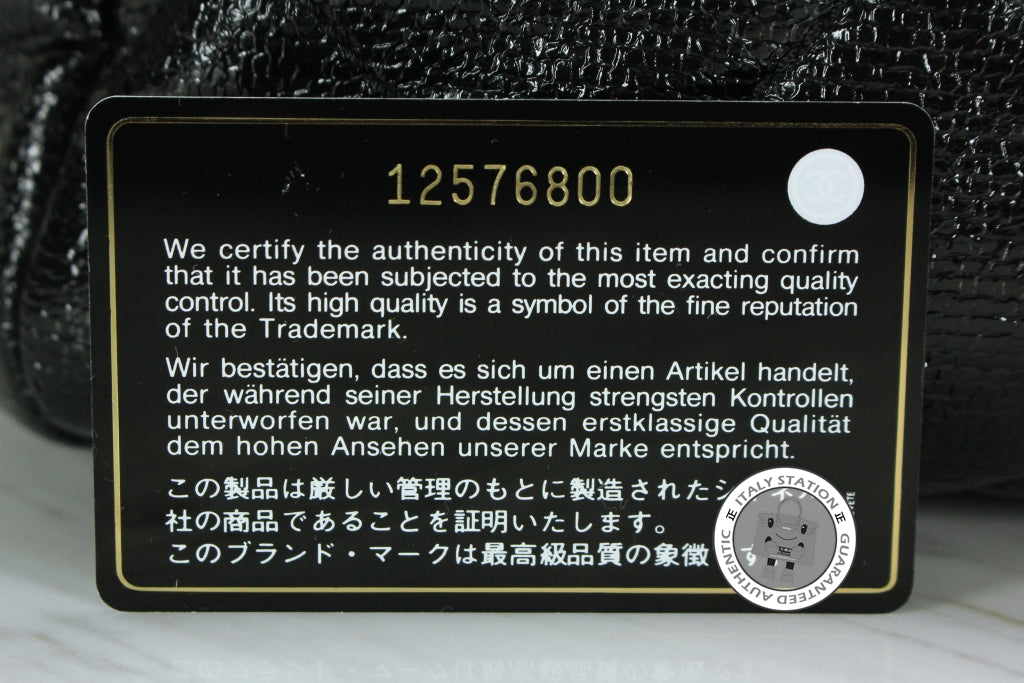 12576800
We certify the authenticity of this item and confirm
that it has been subjected to the most exacting quality
control. Its high quality is a symbol of the fine reputation
of the Trademark.
Wir bestätigen, dass es sich um einen Artikel handelt,
der während seiner Herstellung strengsten Kontrollen
unterworfen war, und dessen erstklassige Qualität
dem hohen Ansehen unserer Marke entspricht.
この製品は厳しい管理のもとに製造された
社の商品であることを証明いたします。
このブランド・マークは最高級品質の象徴
正 ITALY STATION 正
GUARANTEED AUTHENTIC